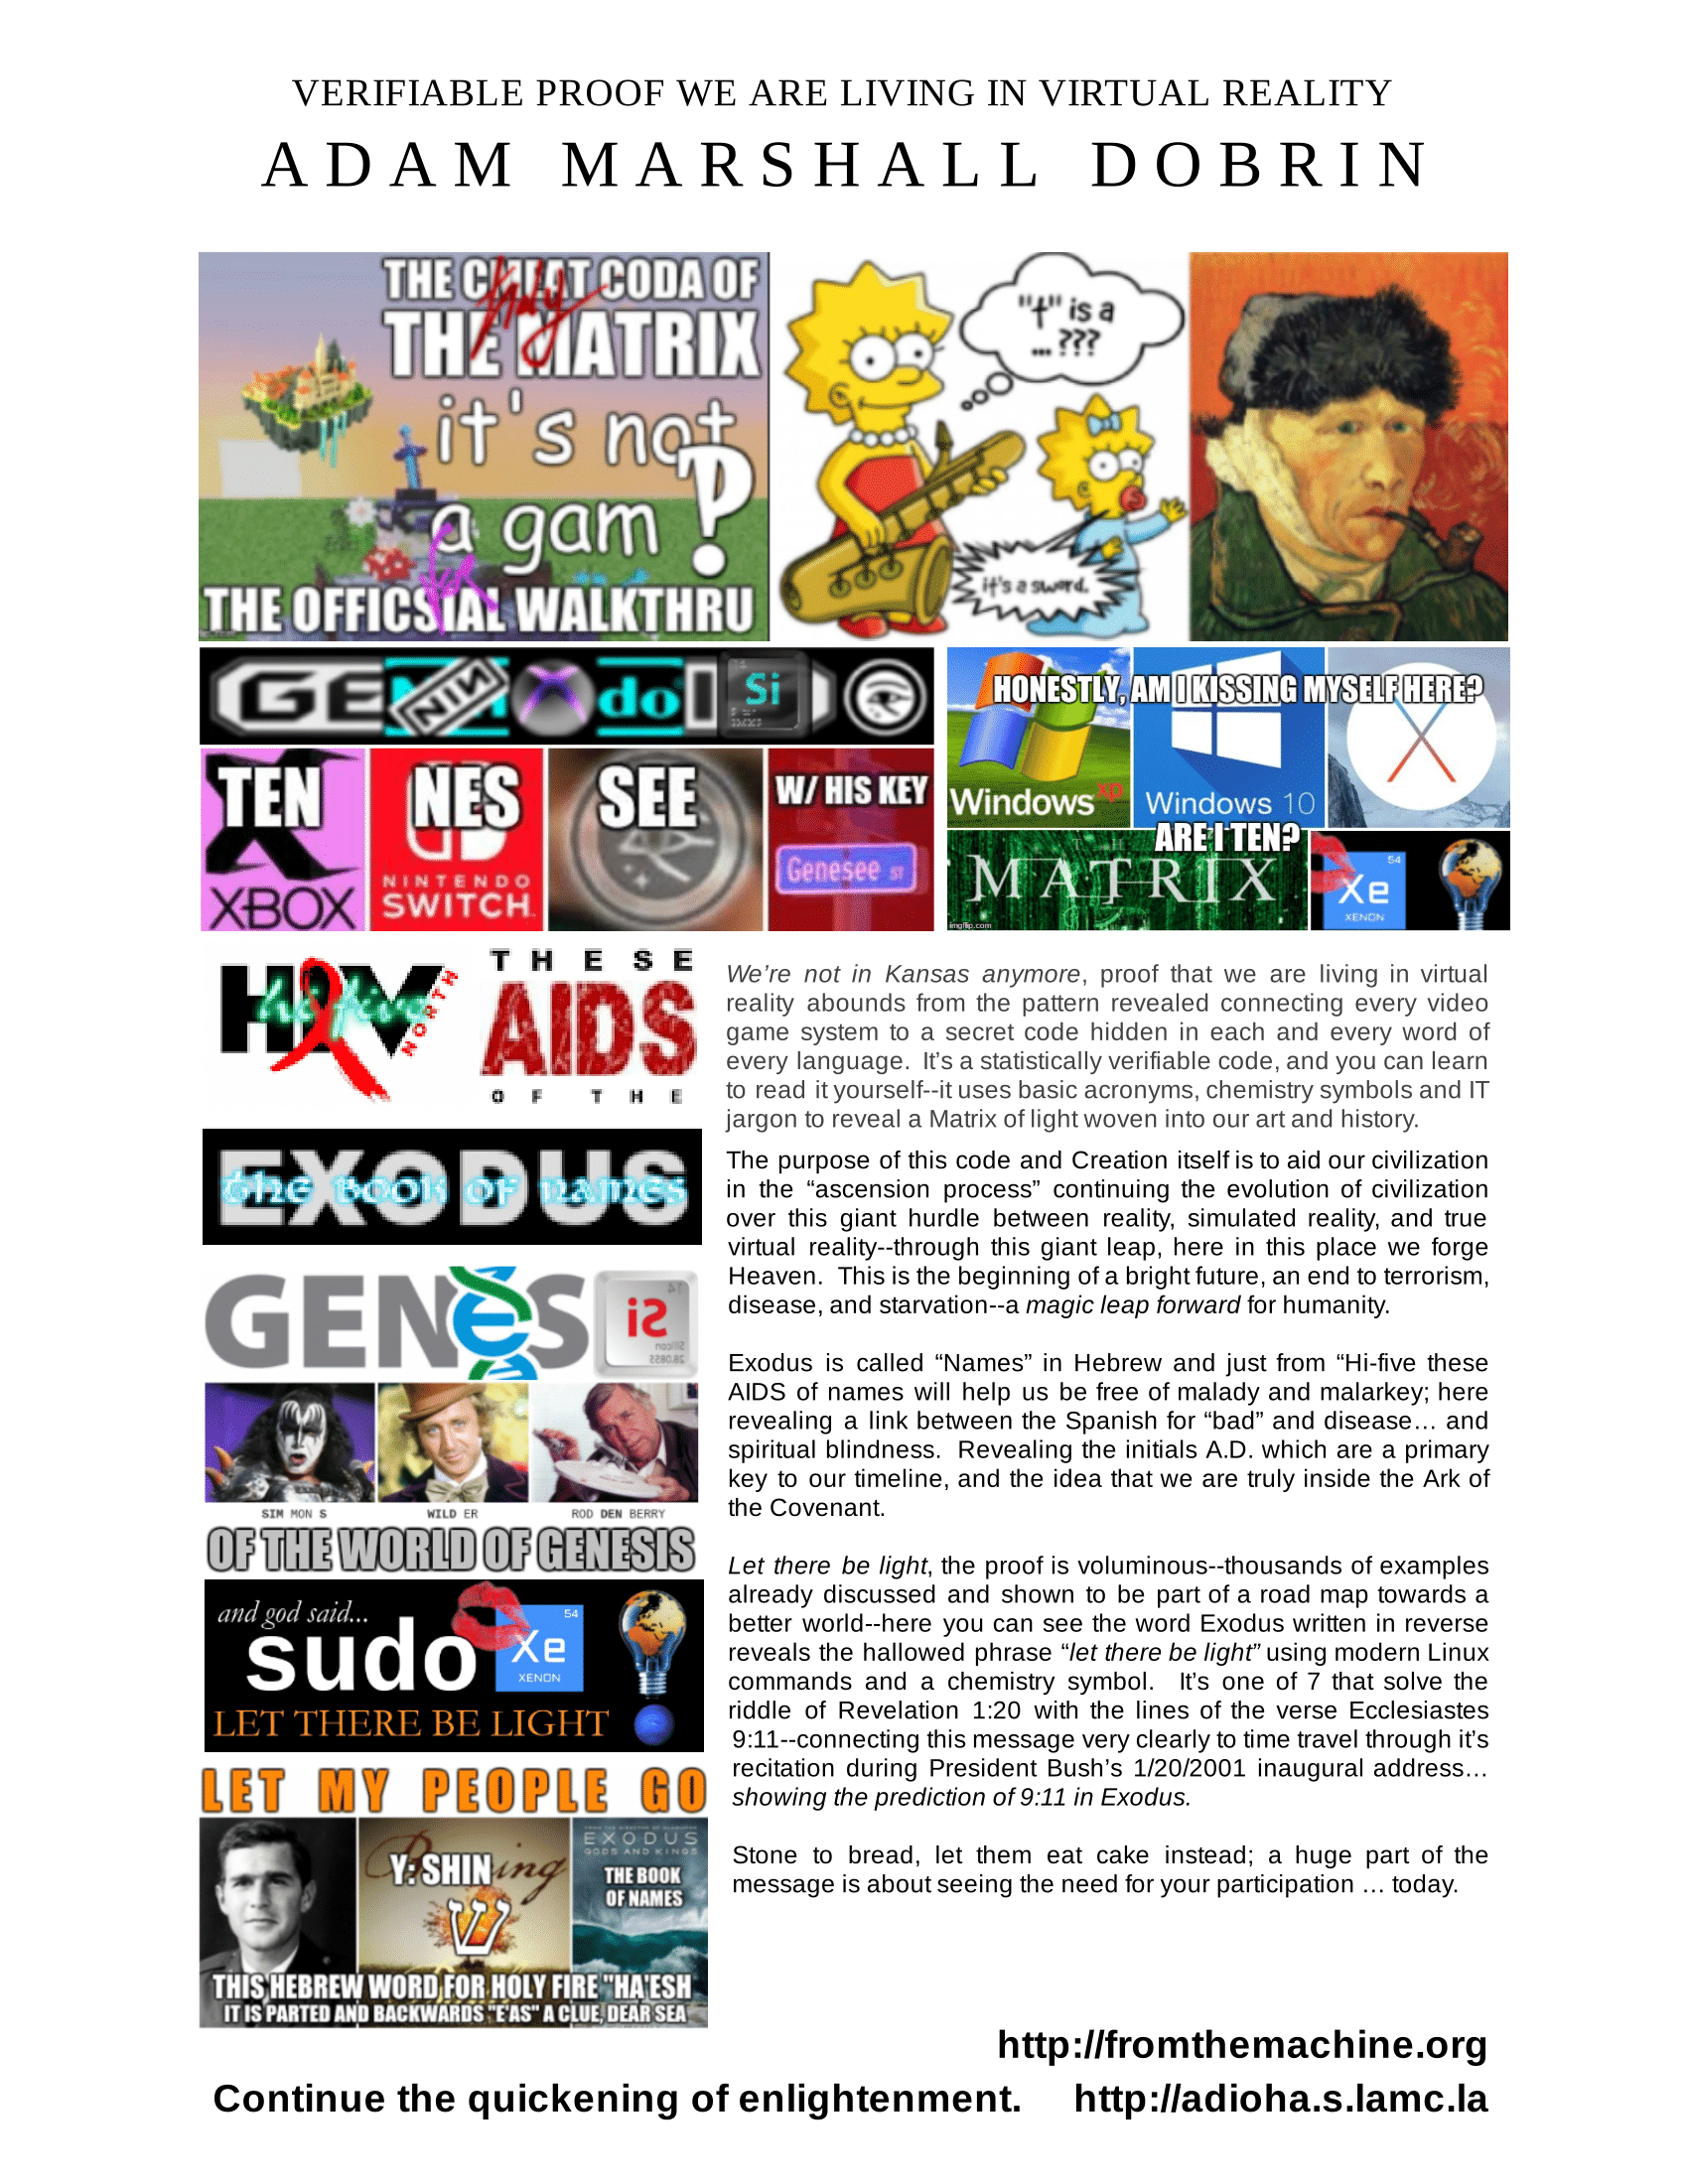 VERIFIABLE PROOF WE ARE LIVING IN VIRTUAL REALITY
ADAM MARSHALL DOBRIN
THE CHEAT CODA OF
holy
THE MATRIX
it's not
a gam ?
for
THE OFFICSIAL WALKTHRU
"t" is a
... ???
it's a sword.
GE NIN X do I Si
HONESTLY, AM I KISSING MYSELF HERE?
Windows xp
Windows 10
X
ARE I TEN?
MATRIX
imgflip.com
54
Xe
XENON
TEN
XBOX
NES
NINTENDO
SWITCH
SEE
W/ HIS KEY
Genesee ST
HIV
hi five
NORTH
THESE
AIDS
OF THE
EXODUS
the BOOK OF names
GENeS Si
14
Silicon
28.0855
SIM MON S
WILD ER
ROD DEN BERRY
OF THE WORLD OF GENESIS
and god said...
sudo
54
Xe
XENON
LET THERE BE LIGHT
LET MY PEOPLE GO
Y: SHIN
ש
EXODUS
GODS AND KINGS
THE BOOK
OF NAMES
THIS HEBREW WORD FOR HOLY FIRE "HA'ESH
IT IS PARTED AND BACKWARDS "E'AS" A CLUE, DEAR SEA
We’re not in Kansas anymore, proof that we are living in virtual
reality abounds from the pattern revealed connecting every video
game system to a secret code hidden in each and every word of
every language. It’s a statistically verifiable code, and you can learn
to read it yourself--it uses basic acronyms, chemistry symbols and IT
jargon to reveal a Matrix of light woven into our art and history.
The purpose of this code and Creation itself is to aid our civilization
in the “ascension process” continuing the evolution of civilization
over this giant hurdle between reality, simulated reality, and true
virtual reality--through this giant leap, here in this place we forge
Heaven. This is the beginning of a bright future, an end to terrorism,
disease, and starvation--a magic leap forward for humanity.
Exodus is called “Names” in Hebrew and just from “Hi-five these
AIDS of names will help us be free of malady and malarkey; here
revealing a link between the Spanish for “bad” and disease… and
spiritual blindness. Revealing the initials A.D. which are a primary
key to our timeline, and the idea that we are truly inside the Ark of
the Covenant.
Let there be light, the proof is voluminous--thousands of examples
already discussed and shown to be part of a road map towards a
better world--here you can see the word Exodus written in reverse
reveals the hallowed phrase “let there be light” using modern Linux
commands and a chemistry symbol. It’s one of 7 that solve the
riddle of Revelation 1:20 with the lines of the verse Ecclesiastes
9:11--connecting this message very clearly to time travel through it’s
recitation during President Bush’s 1/20/2001 inaugural address…
showing the prediction of 9:11 in Exodus.
Stone to bread, let them eat cake instead; a huge part of the
message is about seeing the need for your participation … today.
http://fromthemachine.org
Continue the quickening of enlightenment. http://adioha.s.lamc.la